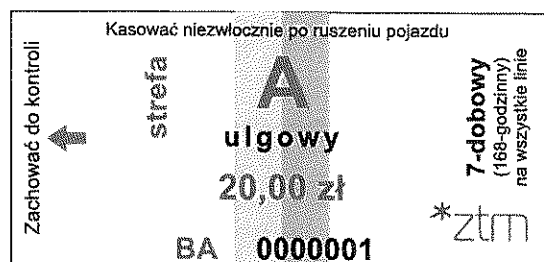 Kasować niezwłocznie po ruszeniu pojazdu
Zachować do kontroli
strefa
A
ulgowy
20,00 zł
BA 0000001
7-dobowy
(168-godzinny)
na wszystkie linie
*ztm